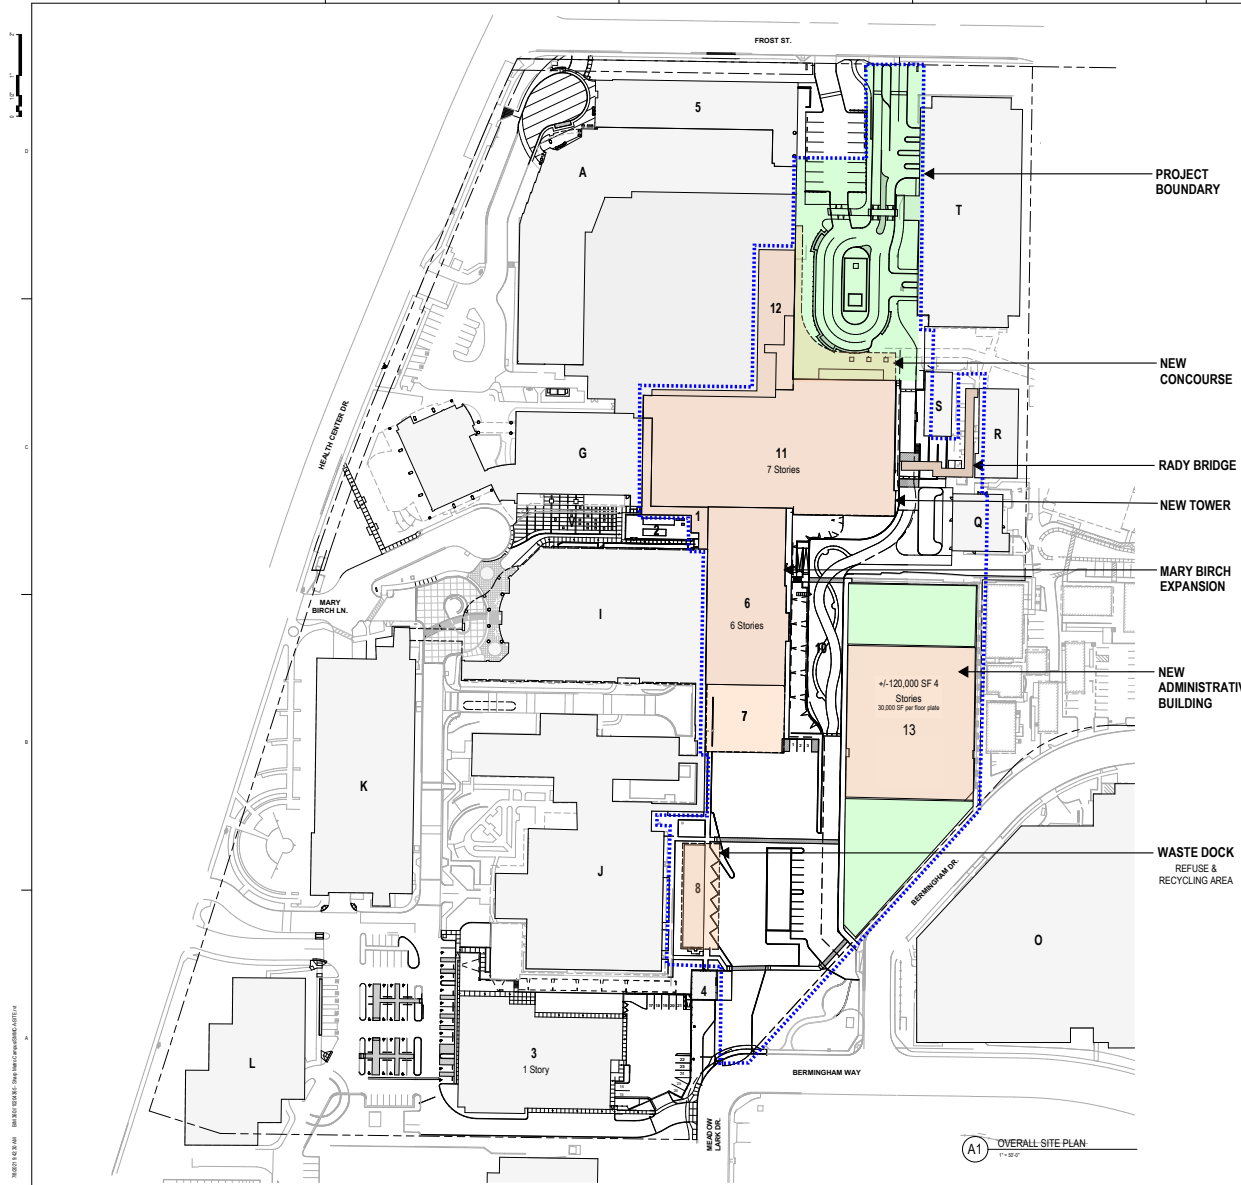 FROST ST.
5
A
T
PROJECT
BOUNDARY
12
NEW
CONCOURSE
S
R
HEALTH CENTER DR.
G
11
7 Stories
RADY BRIDGE
NEW TOWER
1
2
Q
MARY BIRCH
EXPANSION
MARY
BIRCH LN.
I
6
6 Stories
10
+/-120,000 SF 4
Stories
30,000 SF per floor plate
13
NEW
ADMINISTRATIV
BUILDING
7
K
J
8
WASTE DOCK
REFUSE &
RECYCLING AREA
BERMINGHAM DR.
O
4
3
1 Story
L
BERMINGHAM WAY
MEADOW
LARK DR.
A1
OVERALL SITE PLAN
1" = 50'-0"
D
C
B
A